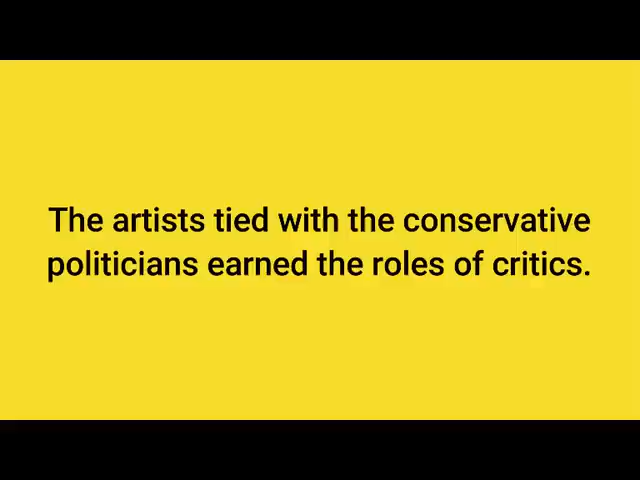 The artists tied with the conservative
politicians earned the roles of critics.